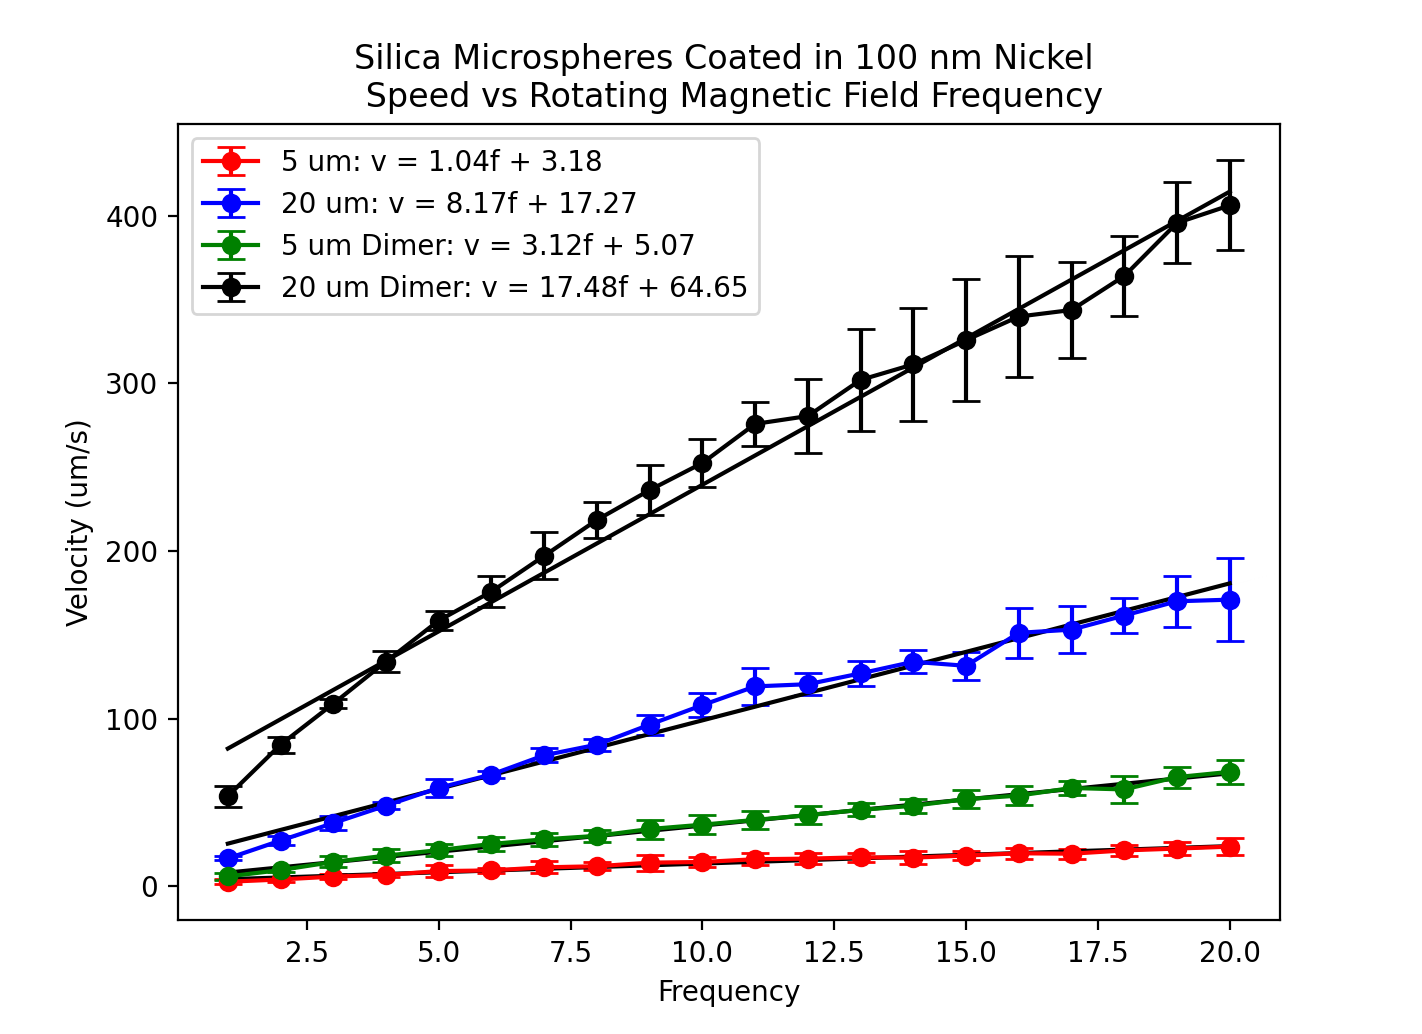 Silica Microspheres Coated in 100 nm Nickel
Speed vs Rotating Magnetic Field Frequency
5 um: v = 1.04f + 3.18
20 um: v = 8.17f + 17.27
5 um Dimer: v = 3.12f + 5.07
20 um Dimer: v = 17.48f + 64.65
Velocity (um/s)
400
300
200
100
0
2.5 5.0 7.5 10.0 12.5 15.0 17.5 20.0
Frequency